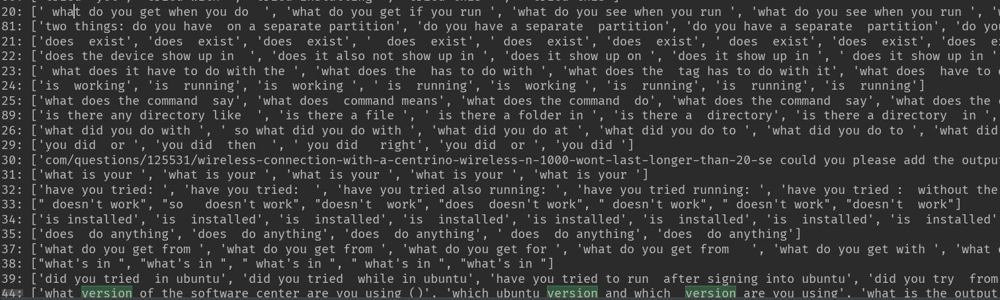 20: [' what do you get when you do  ', 'what do you get if you run ', 'what do you see when you run ', 'what do you see when you run ', 'w
81: ['two things: do you have  on a separate partition', 'do you have a separate  partition', 'do you have a separate  partition', 'do yo
21: ['does  exist', 'does  exist', 'does  exist', '  does  exist', ' does  exist', 'does  exist', ' does  exist', 'does  exist', 'does  e
22: ['does the device show up in  ', 'does it also not show up in ', 'does it show up on ', 'does it show up in ', ' does it show up in '
23: [' what does it have to do with the ', 'what does the  has to do with ', 'what does the  tag has to do with it', 'what does  have to
24: ['is  working', 'is  running', 'is  working ', ' is  running', 'is  working ', 'is  running', 'is  running', 'is  running']
25: ['what does the command  say', 'what does  command means', 'what does the command  do', 'what does the command  say', 'what does the
89: ['is there any directory like  ', 'is there a file ', ' is there a folder in ', 'is there a  directory', 'is there a directory  in ',
26: ['what did you do with ', ' so what did you do with ', 'what did you do at ', 'what did you do to ', 'what did you do to ', 'what did
29: ['you did  or ', 'you did  then  ', ' you did   right', 'you did  or ', 'you did ']
30: ['com/questions/125531/wireless-connection-with-a-centrino-wireless-n-1000-wont-last-longer-than-20-se could you please add the outpu
31: ['what is your ', 'what is your ', 'what is your ', 'what is your ', 'what is your ']
32: ['have you tried: ', 'have you tried:  ', 'have you tried also running: ', 'have you tried running: ', 'have you tried :  without the
33: [" doesn't work", "so   doesn't work", "doesn't  work", "does  doesn't work", " doesn't work", " doesn't work", "doesn't  work"]
34: ['is installed', 'is  installed', 'is  installed', 'is  installed', 'is  installed', 'is  installed', 'is  installed', 'is  installed'
35: ['does  do anything', 'does  do anything', 'does  do anything', ' does  do anything', 'does  do anything']
37: ['what do you get from ', 'what do you get from ', 'what do you get for ', 'what do you get from   ', 'what do you get with ', 'what
38: ["what's in ", "what's in ", " what's in ", " what's in ", "what's in "]
39: ['did you tried  in ubuntu', 'did you tried  while in ubuntu', 'have you tried to run  after signing into ubuntu', 'did you try  from
44: ['what version of the software center are you using ()', 'which ubuntu version and which  version are you using', 'what is the output